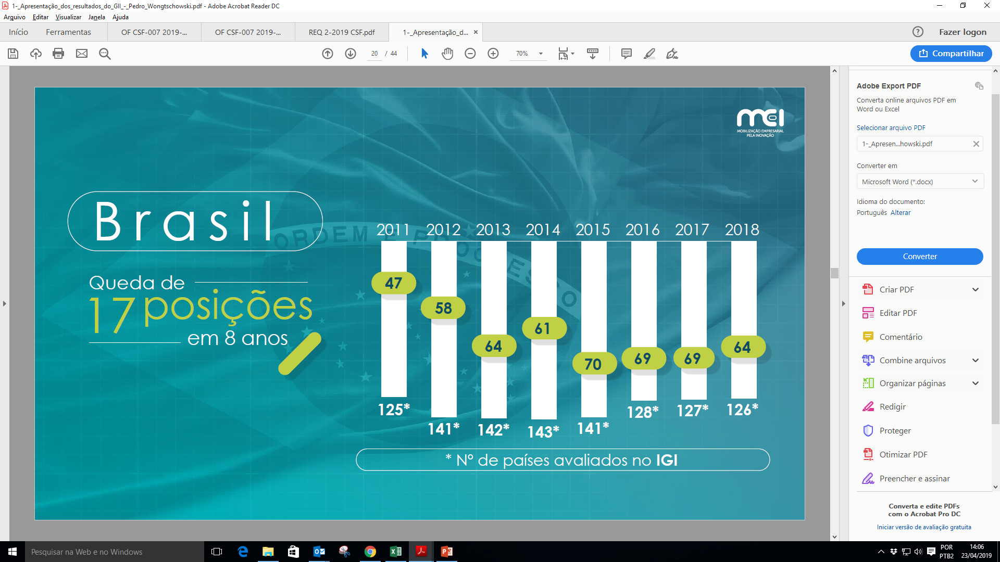 1-_Apresentação_dos_resultados_do_GII_-_Pedro_Wongtschowski.pdf - Adobe Acrobat Reader DC
Arquivo Editar Visualizar Janela Ajuda
Início Ferramentas OF CSF-007 2019-... OF CSF-007 2019-... REQ 2-2019 CSF.pdf 1-_Apresentação_d... Fazer logon
20 / 44 70% Compartilhar
Adobe Export PDF
Converta online arquivos PDF em
Word ou Excel
Selecionar arquivo PDF
1-_Apresen...howski.pdf
Converter em
Microsoft Word (*.docx)
Idioma do documento:
Português Alterar
Converter
Criar PDF
Editar PDF
Comentário
Combine arquivos
Organizar páginas
Redigir
Proteger
Otimizar PDF
Preencher e assinar
Converta e edite PDFs
com o Acrobat Pro DC
Iniciar versão de avaliação gratuita
MEI
MOBILIZAÇÃO EMPRESARIAL
PELA INOVAÇÃO
Brasil
Queda de
17 posições
em 8 anos
ORDEM E PROGRESSO
2011 2012 2013 2014 2015 2016 2017 2018
47 58 64 61 70 69 69 64
125* 141* 142* 143* 141* 128* 127* 126*
* Nº de países avaliados no IGI
Pesquisar na Web e no Windows
POR
PTB2
14:06
23/04/2019